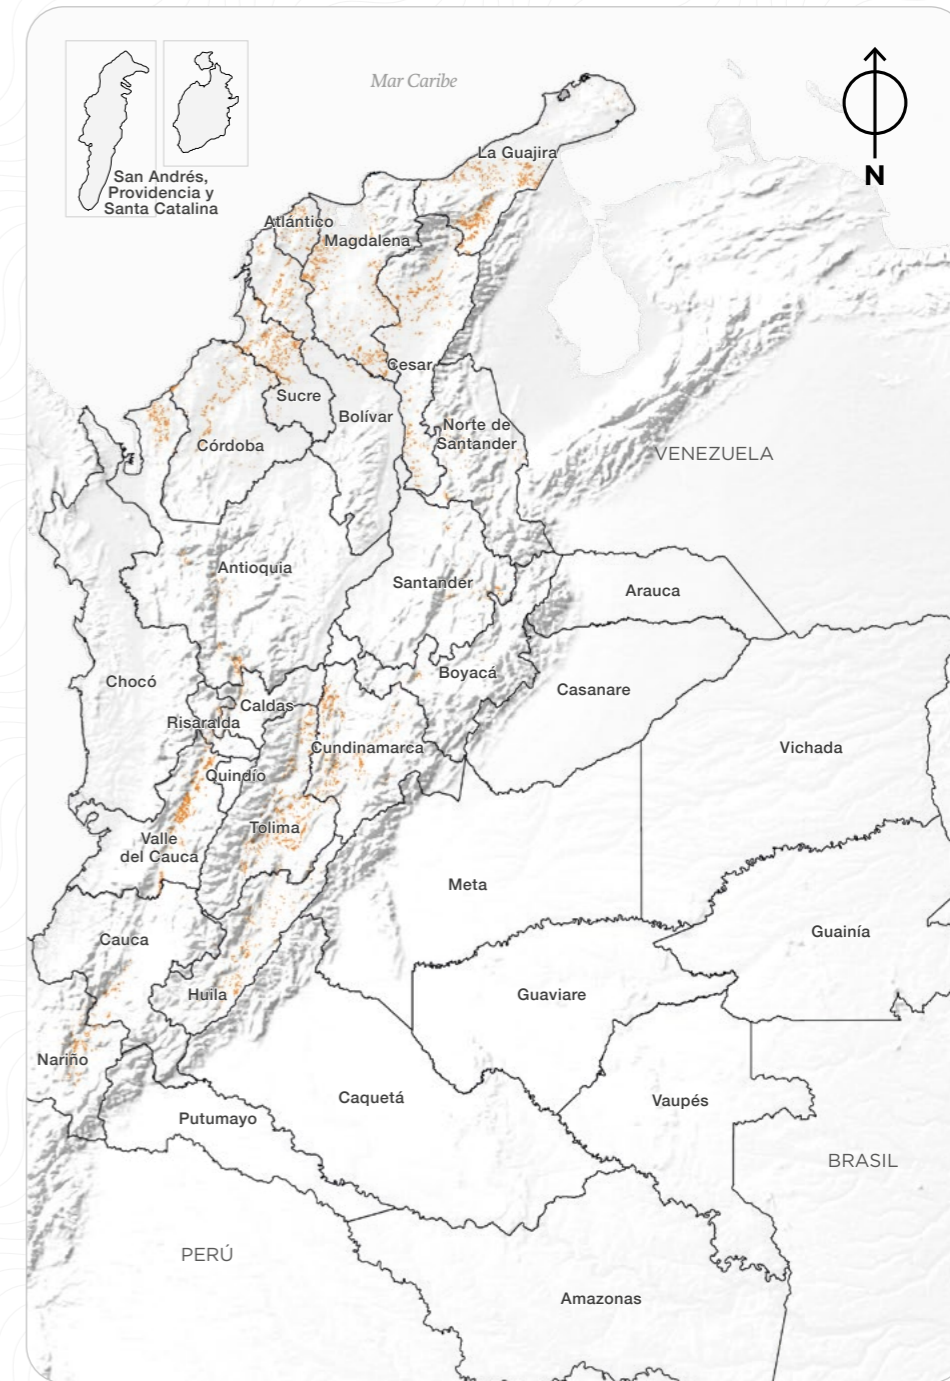 Mar Caribe
N
San Andrés,
Providencia y
Santa Catalina
La Guajira
Atlántico
Magdalena
Cesar
Sucre
Bolívar
Norte de
Santander
Córdoba
VENEZUELA
Antioquia
Santander
Arauca
Chocó
Boyacá
Casanare
Caldas
Risaralda
Cundinamarca
Vichada
Quindío
Tolima
Valle
del Cauca
Meta
Cauca
Guainía
Huila
Guaviare
Nariño
Caquetá
Vaupés
Putumayo
BRASIL
PERÚ
Amazonas